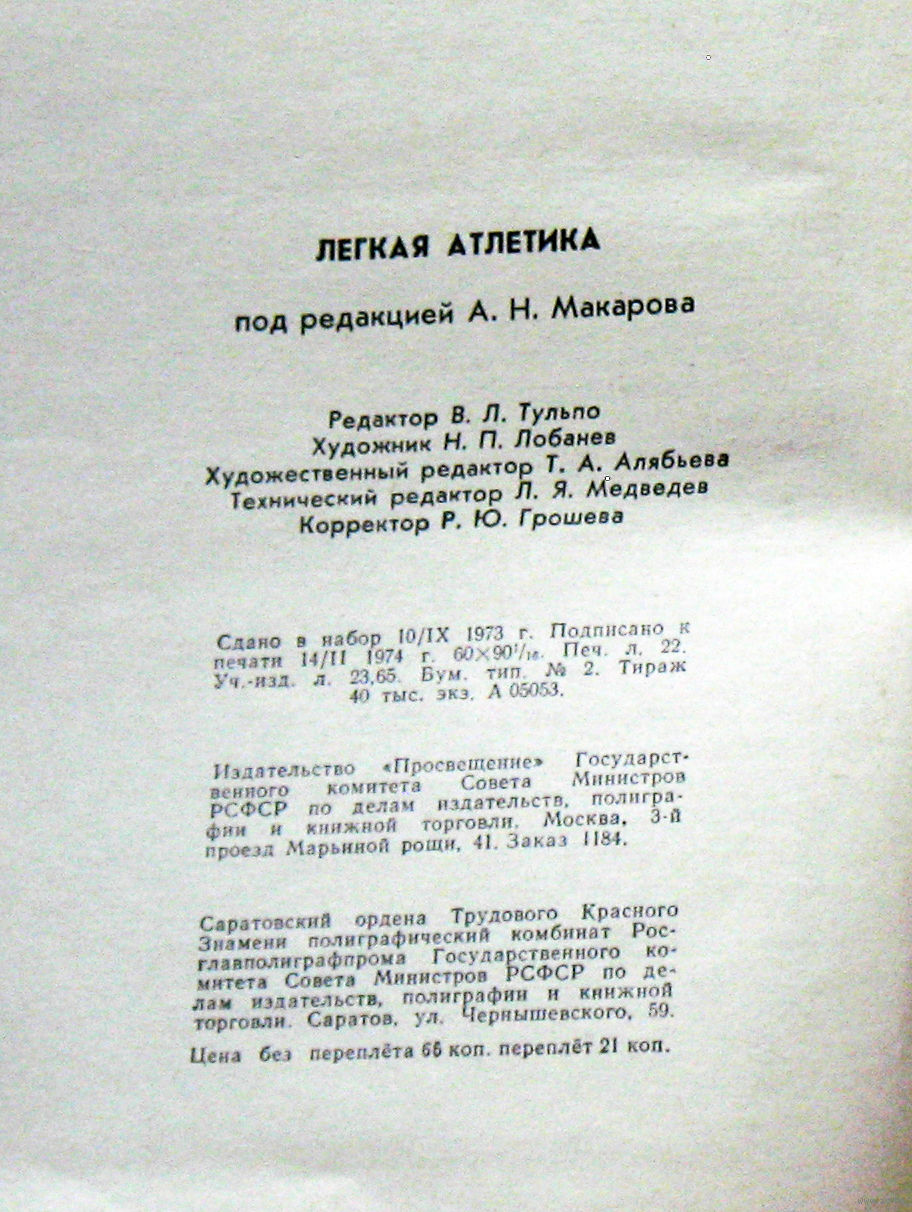 ЛЕГКАЯ АТЛЕТИКА
под редакцией А. Н. Макарова
Редактор В. Л. Тульпо
Художник Н. П. Лобанев
Художественный редактор Т. А. Алябьева
Технический редактор Л. Я. Медведев
Корректор Р. Ю. Грошева
Сдано в набор 10/IX 1973 г. Подписано к
печати 14/II 1974 г. 60×90¹/₁₆. Печ. л. 22.
Уч.-изд. л. 23,65. Бум. тип. № 2. Тираж
40 тыс. экз. А 05053.
Издательство «Просвещение» Государст-
венного комитета Совета Министров
РСФСР по делам издательств, полигра-
фии и книжной торговли. Москва, 3-й
проезд Марьиной рощи, 41. Заказ 1184.
Саратовский ордена Трудового Красного
Знамени полиграфический комбинат Рос-
главполиграфпрома Государственного ко-
митета Совета Министров РСФСР по де-
лам издательств, полиграфии и книжной
торговли. Саратов, ул. Чернышевского, 59.
Цена без переплёта 66 коп. переплёт 21 коп.